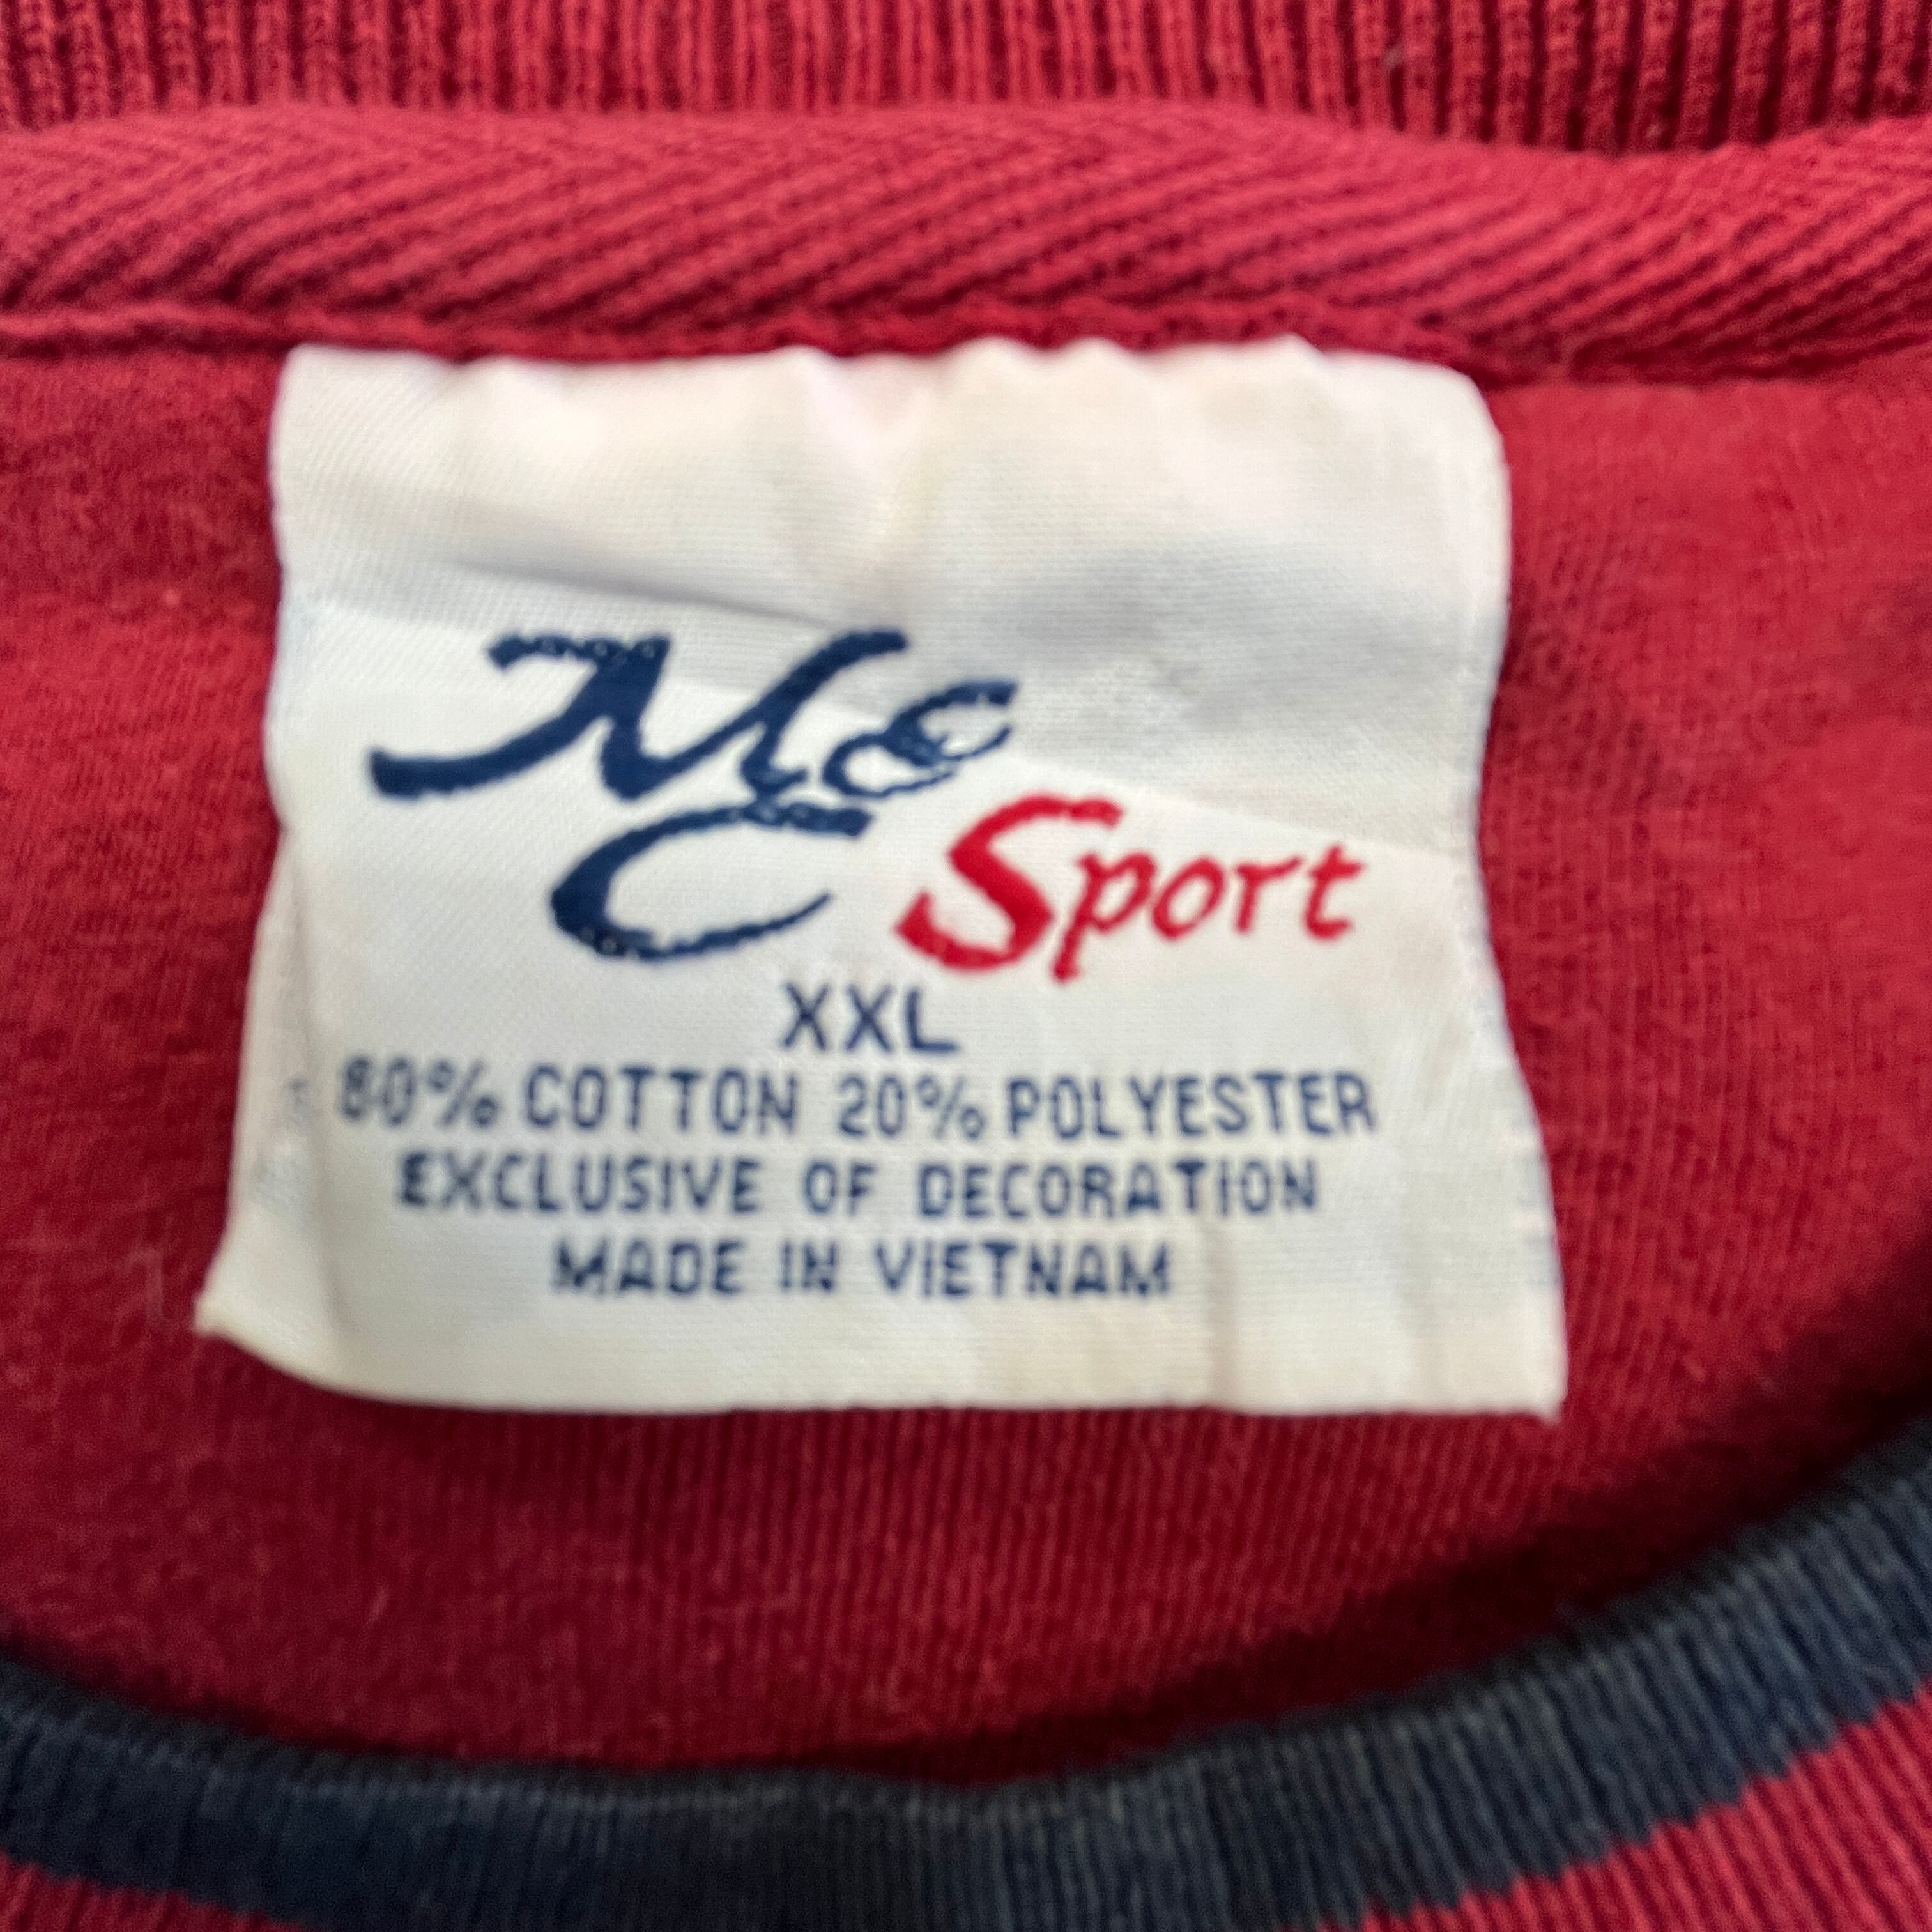 Mc
C Sport
XXL
80% COTTON 20% POLYESTER
EXCLUSIVE OF DECORATION
MADE IN VIETNAM